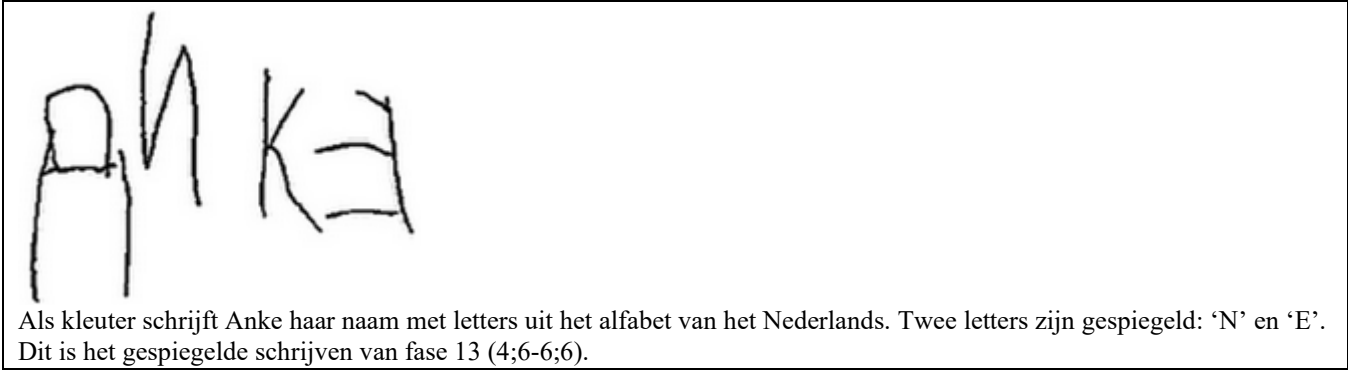 AИKƎ
Als kleuter schrijft Anke haar naam met letters uit het alfabet van het Nederlands. Twee letters zijn gespiegeld: ‘N’ en ‘E’.
Dit is het gespiegelde schrijven van fase 13 (4;6-6;6).